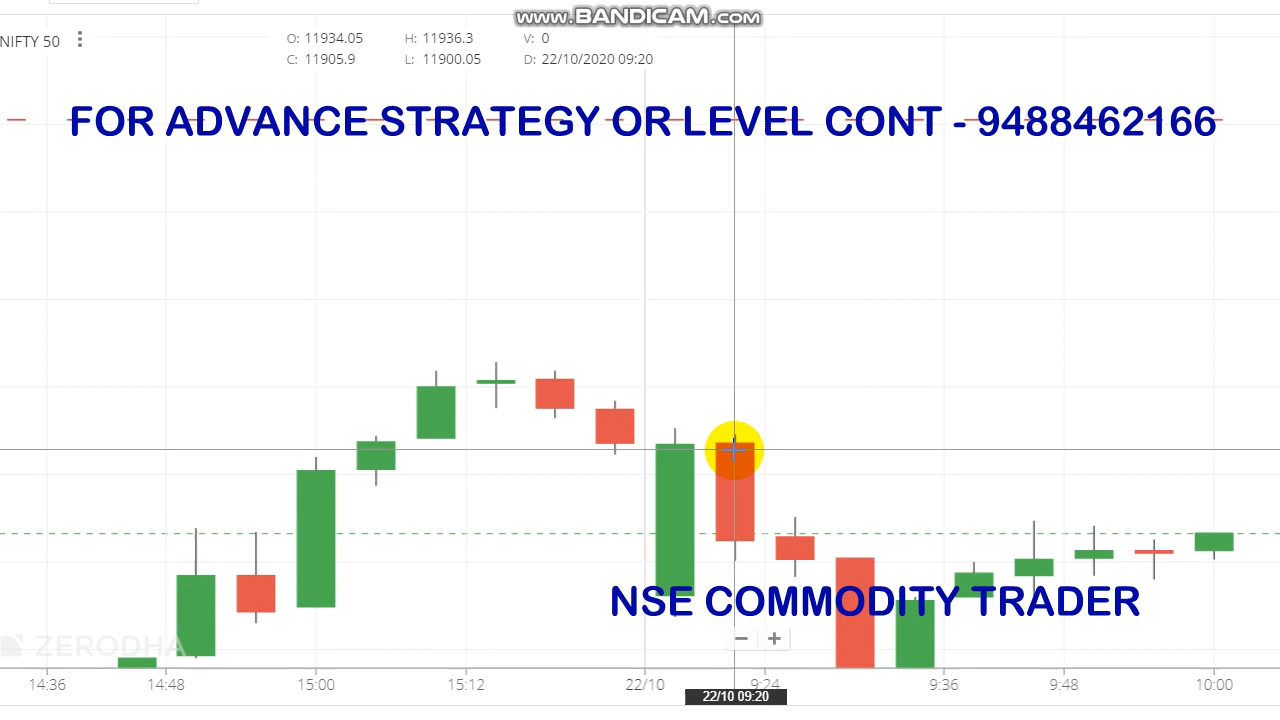 www.BANDICAM.com
NIFTY 50
O: 11934.05 H: 11936.3 V: 0
C: 11905.9 L: 11900.05 D: 22/10/2020 09:20
FOR ADVANCE STRATEGY OR LEVEL CONT - 9488462166
NSE COMMODITY TRADER
ZERODHA
14:36 14:48 15:00 15:12 22/10 9:24 9:36 9:48 10:00
22/10 09:20